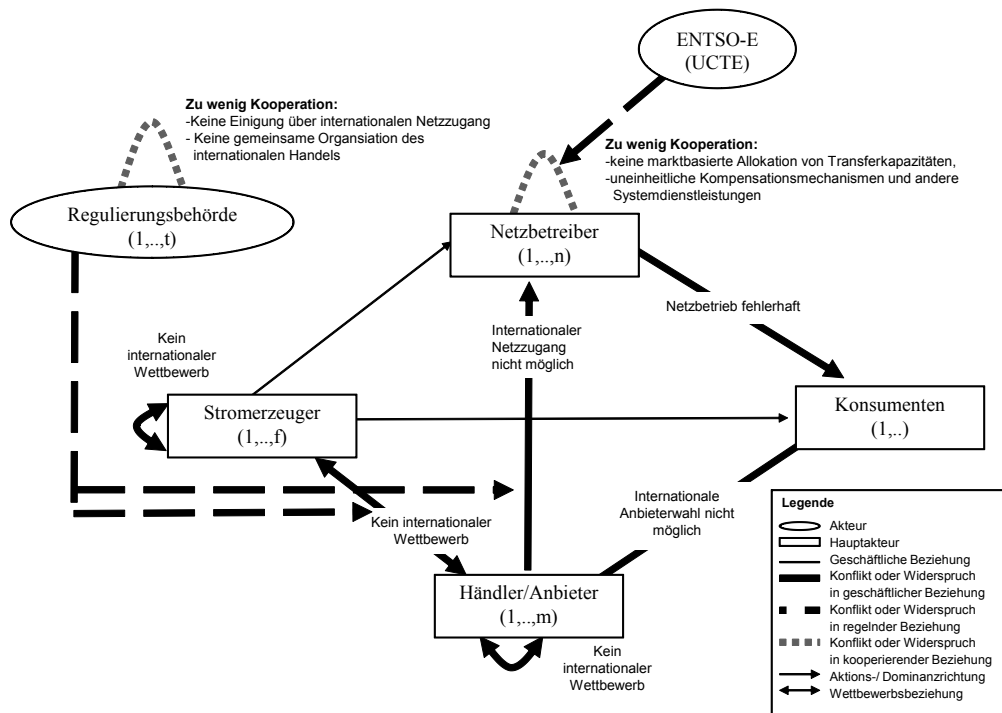 ENTSO-E
(UCTE)
Zu wenig Kooperation:
-Keine Einigung über internationalen Netzzugang
- Keine gemeinsame Organsiation des
internationalen Handels
Zu wenig Kooperation:
-keine marktbasierte Allokation von Transferkapazitäten,
-uneinheitliche Kompensationsmechanismen und andere
Systemdienstleistungen
Regulierungsbehörde
(1,..,t)
Netzbetreiber
(1,..,n)
Netzbetrieb fehlerhaft
Kein
internationaler
Wettbewerb
Internationaler
Netzzugang
nicht möglich
Stromerzeuger
(1,..,f)
Konsumenten
(1,..)
Kein internationaler
Wettbewerb
Internationale
Anbieterwahl nicht
möglich
Händler/Anbieter
(1,..,m)
Kein
internationaler
Wettbewerb
Legende
Akteur
Hauptakteur
Geschäftliche Beziehung
Konflikt oder Widerspruch
in geschäftlicher Beziehung
Konflikt oder Widerspruch
in regelnder Beziehung
Konflikt oder Widerspruch
in kooperierender Beziehung
Aktions-/ Dominanzrichtung
Wettbewerbsbeziehung